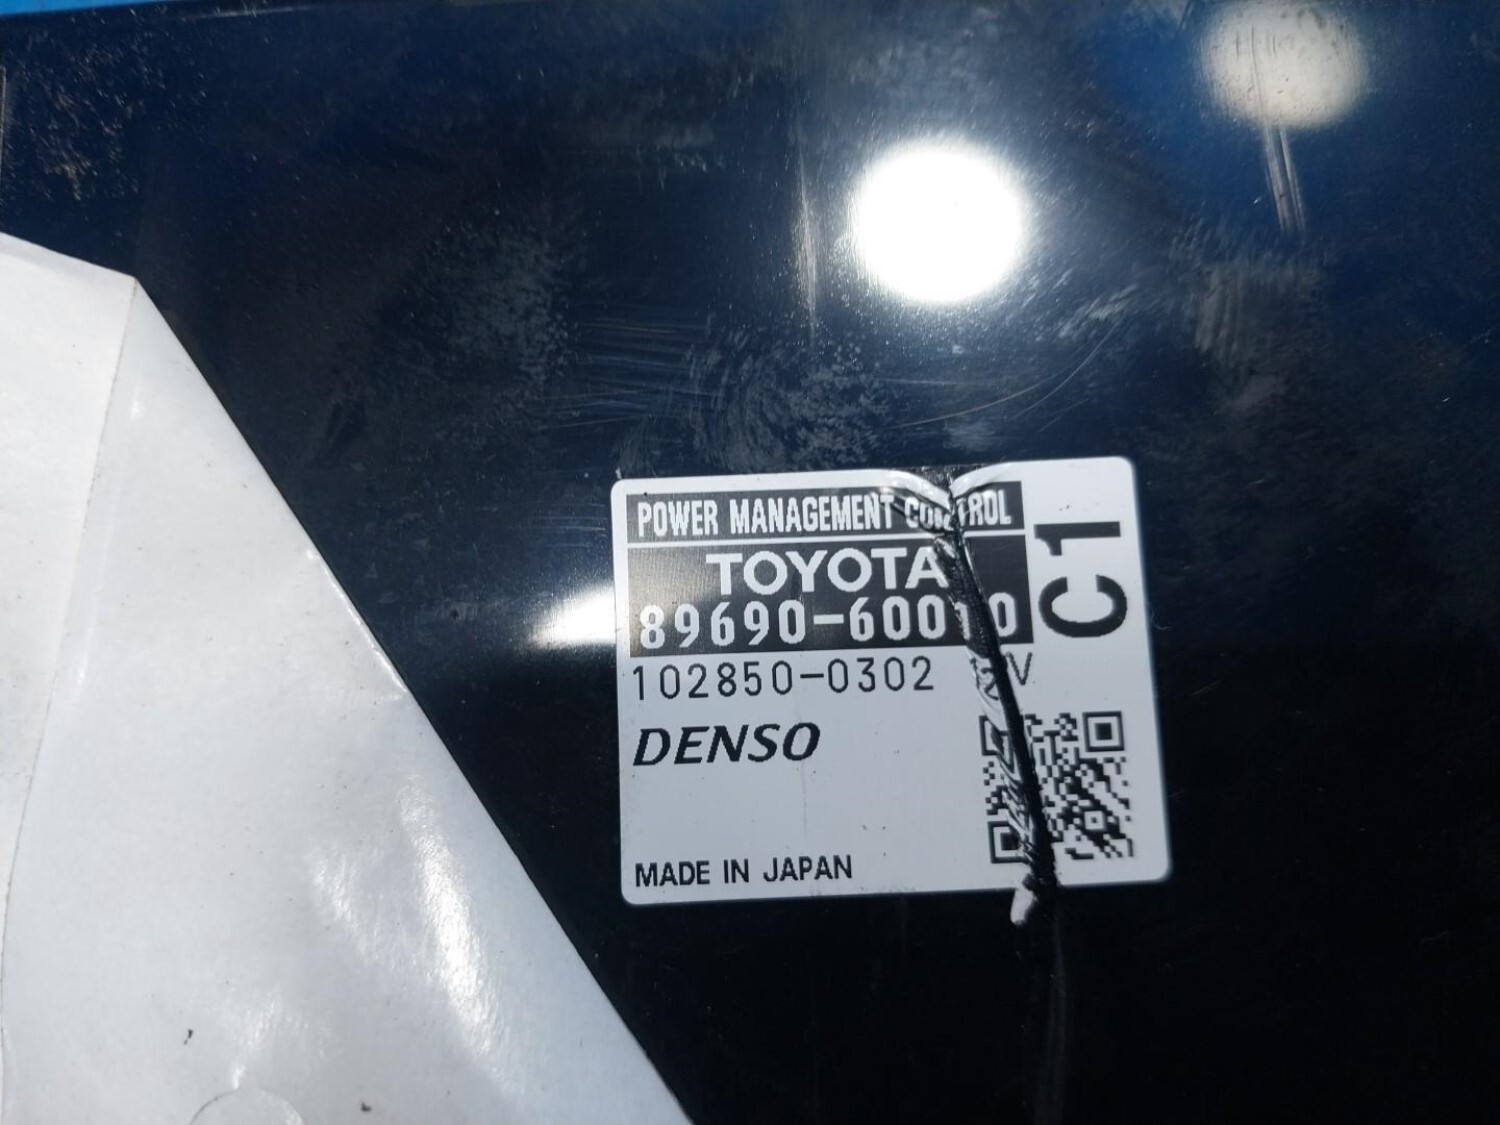 POWER MANAGEMENT CONTROL
TOYOTA
89690-60010
102850-0302
C1
DENSO
MADE IN JAPAN